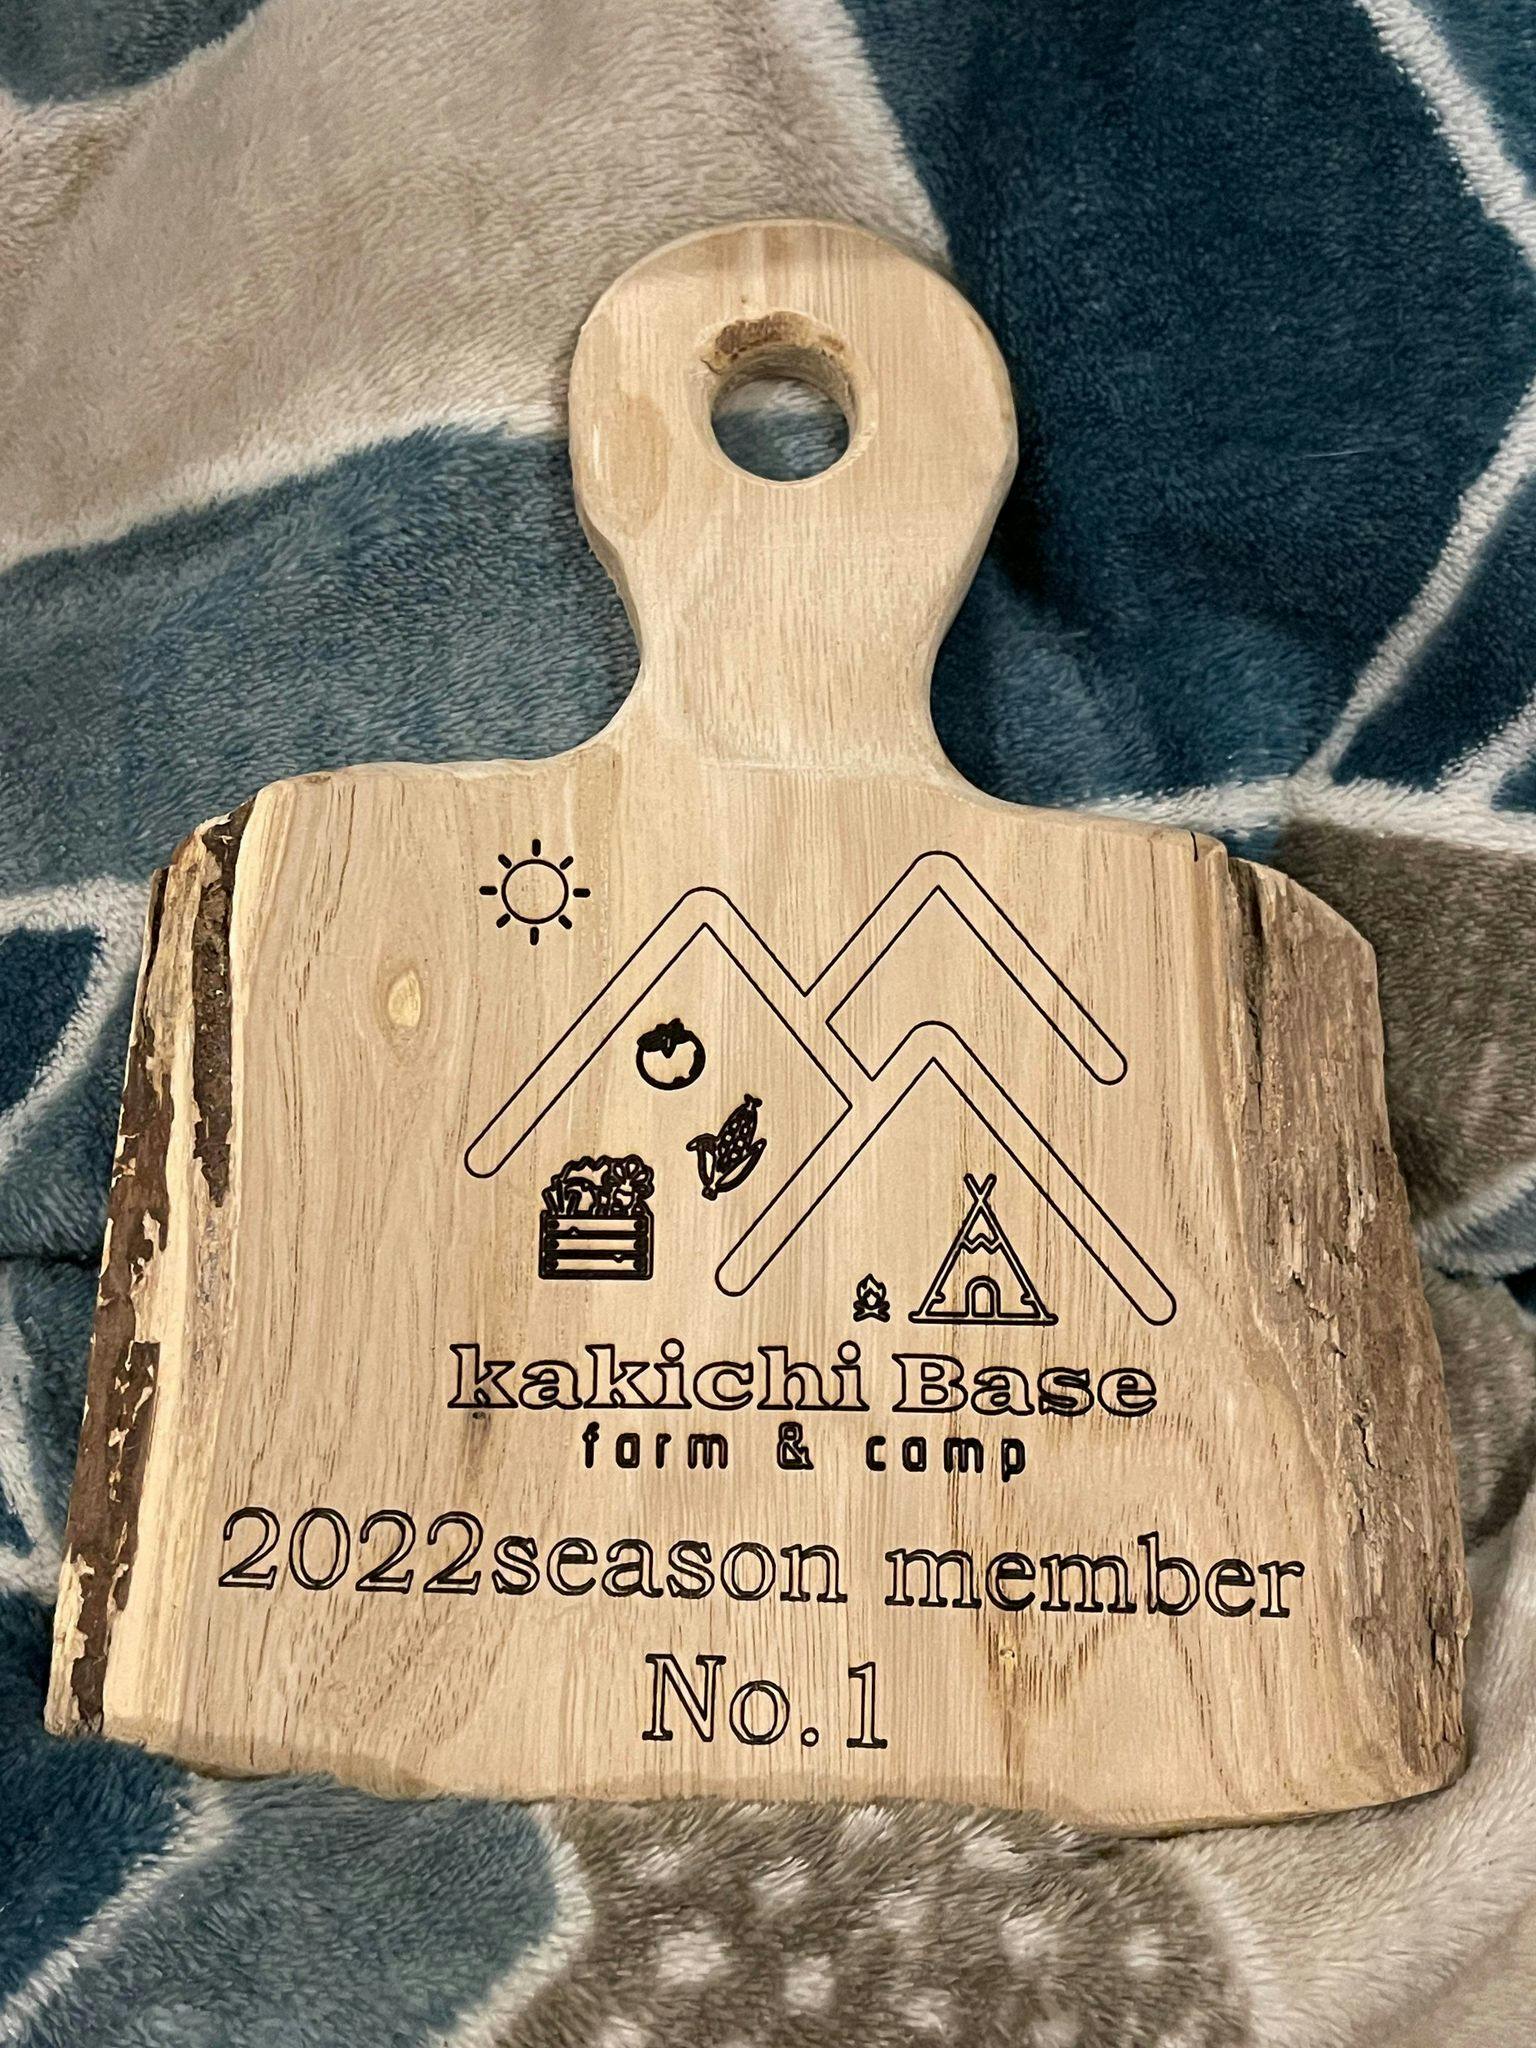 kakichi Base
farm & camp
2022season member
No.1